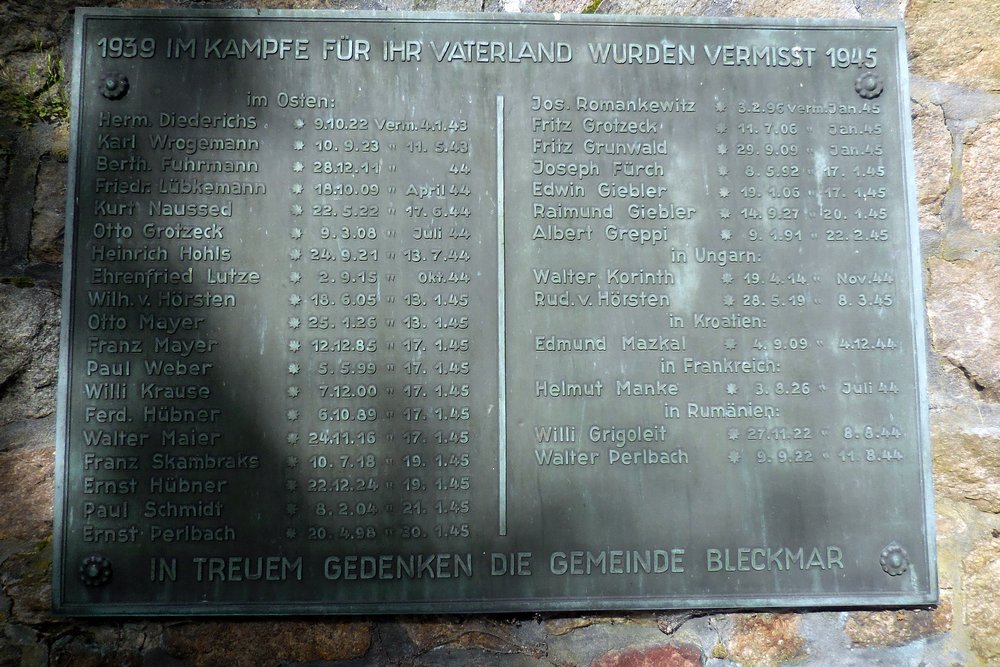 1939 IM KAMPFE FÜR IHR VATERLAND WURDEN VERMISST 1945
im Osten:
Herm. Diederichs * 9.10.22 Verm. 4.1.43
Karl Wrogemann * 10.9.23 " 11.5.43
Berth. Fuhrmann * 28.12.11 " 44
Friedr. Lübkemann * 18.10.09 " April 44
Kurt Naussed * 22.5.22 " 17.6.44
Otto Grotzeck * 9.3.08 " Juli 44
Heinrich Hohls * 24.9.21 " 13.7.44
Ehrenfried Lutze * 2.9.15 " Okt. 44
Wilh. v. Hörsten * 18.6.05 " 13.1.45
Otto Mayer * 25.1.26 " 13.1.45
Franz Mayer * 12.12.85 " 17.1.45
Paul Weber * 5.5.99 " 17.1.45
Willi Krause * 7.12.00 " 17.1.45
Ferd. Hübner * 6.10.89 " 17.1.45
Walter Maier * 24.11.16 " 17.1.45
Franz Skambraks * 10.7.18 " 19.1.45
Ernst Hübner * 22.12.24 " 19.1.45
Paul Schmidt * 8.2.04 " 21.1.45
Ernst Perlbach * 20.4.98 " 30.1.45
Jos. Romankewitz * 3.2.96 verm. Jan. 45
Fritz Grotzeck * 11.7.06 " Jan. 45
Fritz Grunwald * 29.9.09 " Jan. 45
Joseph Fürch * 8.5.92 " 17.1.45
Edwin Giebler * 19.1.06 " 17.1.45
Raimund Giebler * 14.9.27 " 20.1.45
Albert Greppi * 9.1.91 " 22.2.45
in Ungarn:
Walter Korinth * 19.4.14 " Nov. 44
Rud. v. Hörsten * 28.5.19 " 8.3.45
in Kroatien:
Edmund Mazkal * 4.9.09 " 4.12.44
in Frankreich:
Helmut Manke * 3.8.26 " Juli 44
in Rumänien:
Willi Grigoleit * 27.11.22 " 8.8.44
Walter Perlbach * 9.9.22 " 11.8.44
IN TREUEM GEDENKEN DIE GEMEINDE BLECKMAR